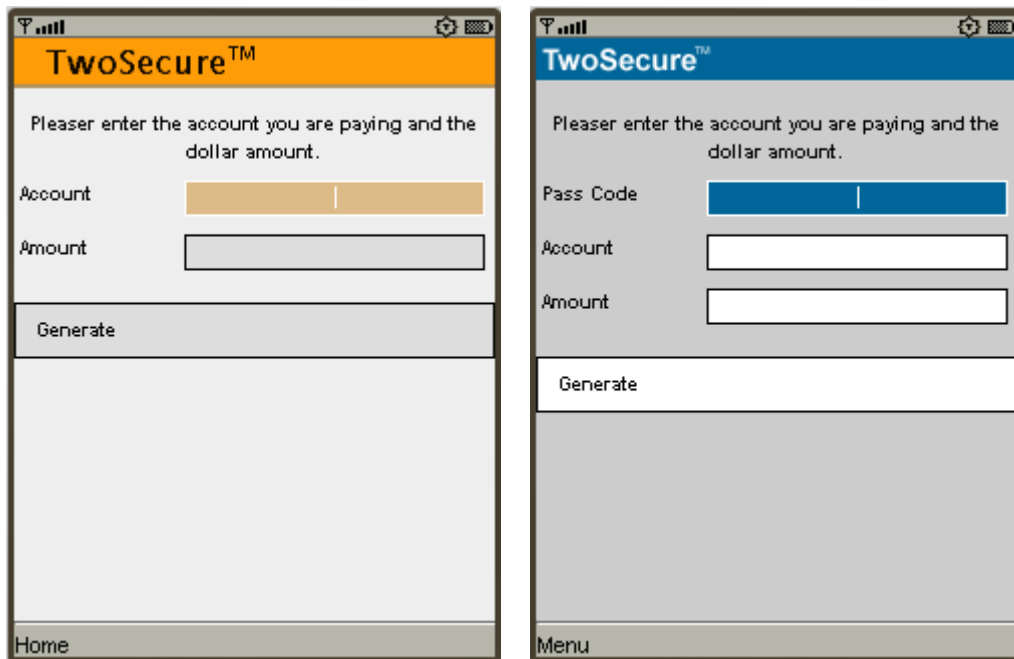 TwoSecure™
Pleaser enter the account you are paying and the
dollar amount.
Account
Amount
Generate
Home
TwoSecure™
Pleaser enter the account you are paying and the
dollar amount.
Pass Code
Account
Amount
Generate
Menu